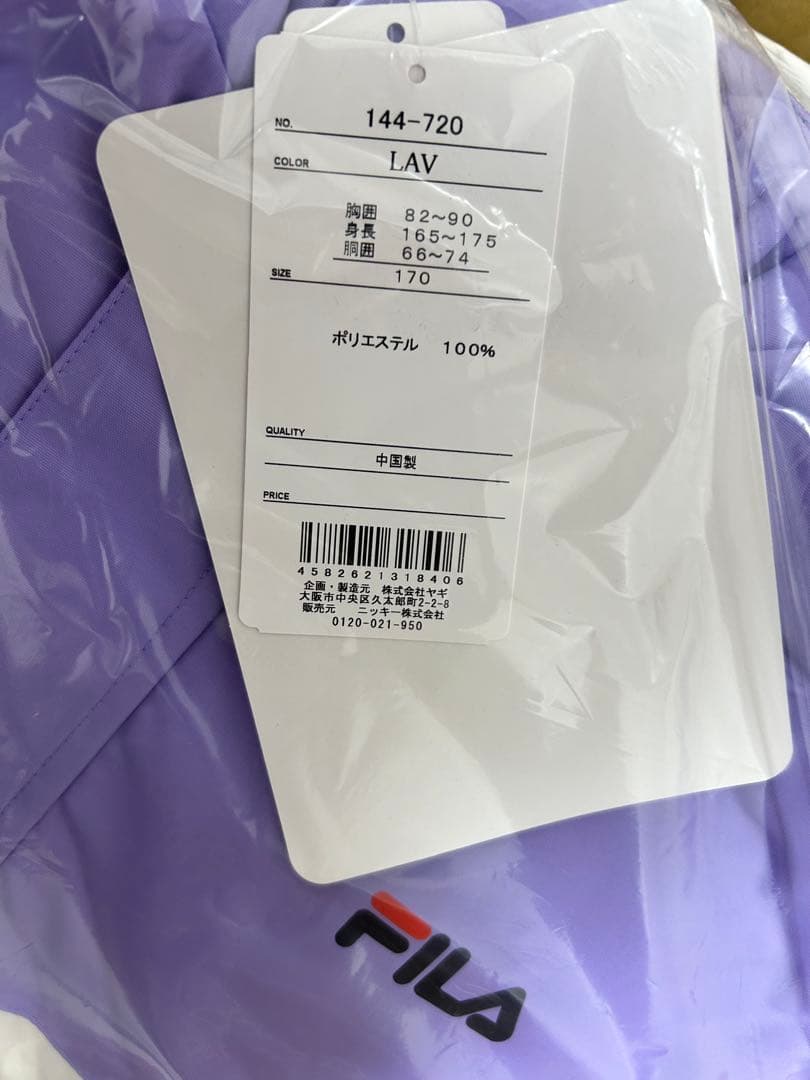 NO. 144-720
COLOR LAV
胸囲 82～90
身長 165～175
胴囲 66～74
SIZE 170
ポリエステル 100%
QUALITY
中国製
PRICE
4582621318406
企画・製造元 株式会社ヤギ
大阪市中央区久太郎町2-2-8
販売元 ニッキー株式会社
0120-021-950
FILA